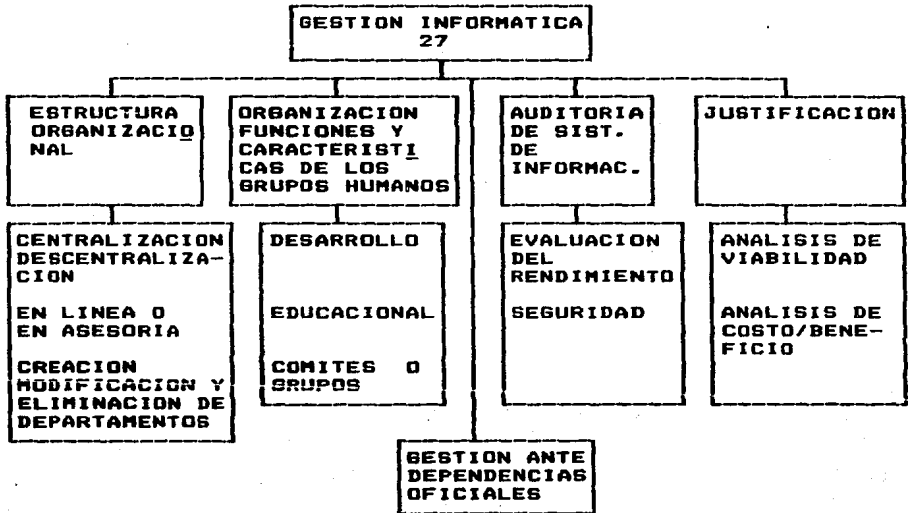 GESTION INFORMATICA
27
ESTRUCTURA
ORGANIZACIO
NAL
ORGANIZACION
FUNCIONES Y
CARACTERISTI
CAS DE LOS
GRUPOS HUMANOS
AUDITORIA
DE SIST.
DE
INFORMAC.
JUSTIFICACION
CENTRALIZACION
DESCENTRALIZA-
CION
EN LINEA O
EN ASESORIA
CREACION
MODIFICACION Y
ELIMINACION DE
DEPARTAMENTOS
DESARROLLO
EDUCACIONAL
COMITES O
GRUPOS
EVALUACION
DEL
RENDIMIENTO
SEGURIDAD
ANALISIS DE
VIABILIDAD
ANALISIS DE
COSTO/BENE-
FICIO
GESTION ANTE
DEPENDENCIAS
OFICIALES